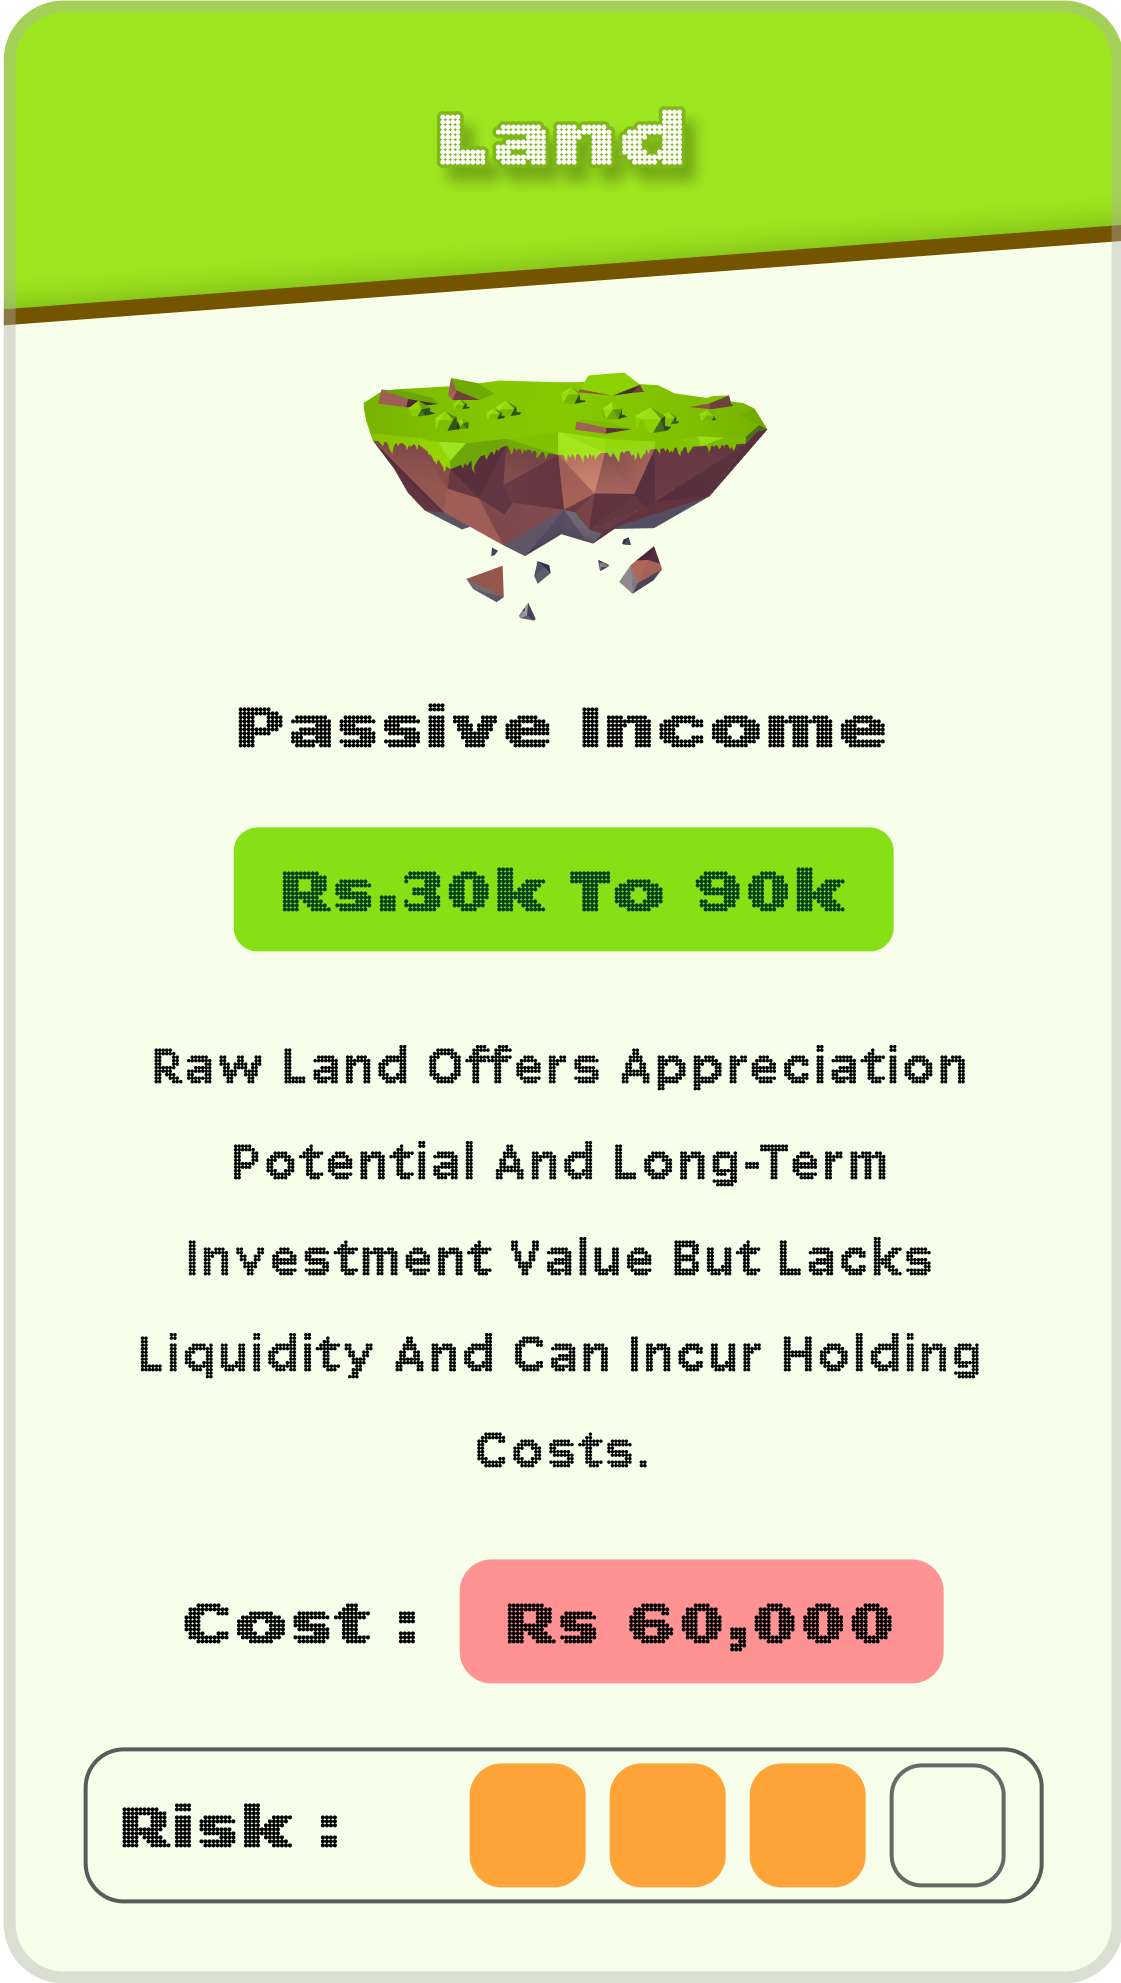 Land
Passive Income
Rs.30k To 90k
Raw Land Offers Appreciation
Potential And Long-Term
Investment Value But Lacks
Liquidity And Can Incur Holding
Costs.
Cost : Rs 60,000
Risk :